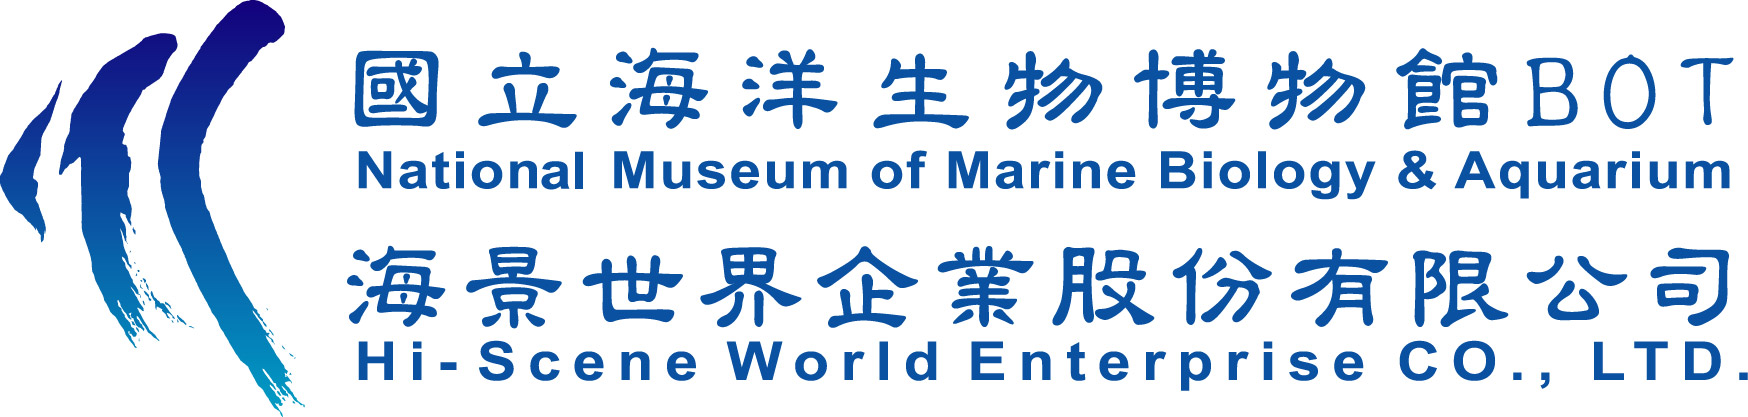 國立海洋生物博物館BOT
National Museum of Marine Biology & Aquarium
海景世界企業股份有限公司
Hi-Scene World Enterprise CO., LTD.